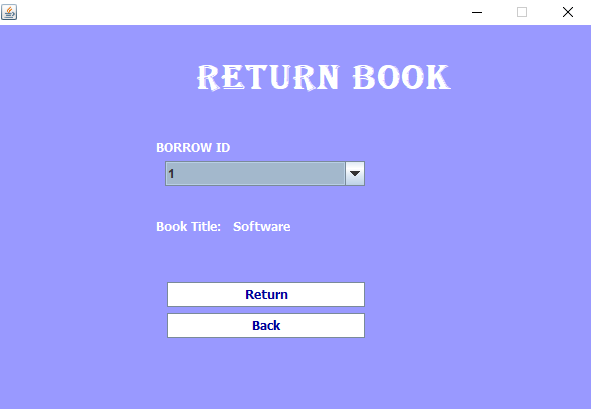 RETURN BOOK
BORROW ID
1
Book Title: Software
Return
Back